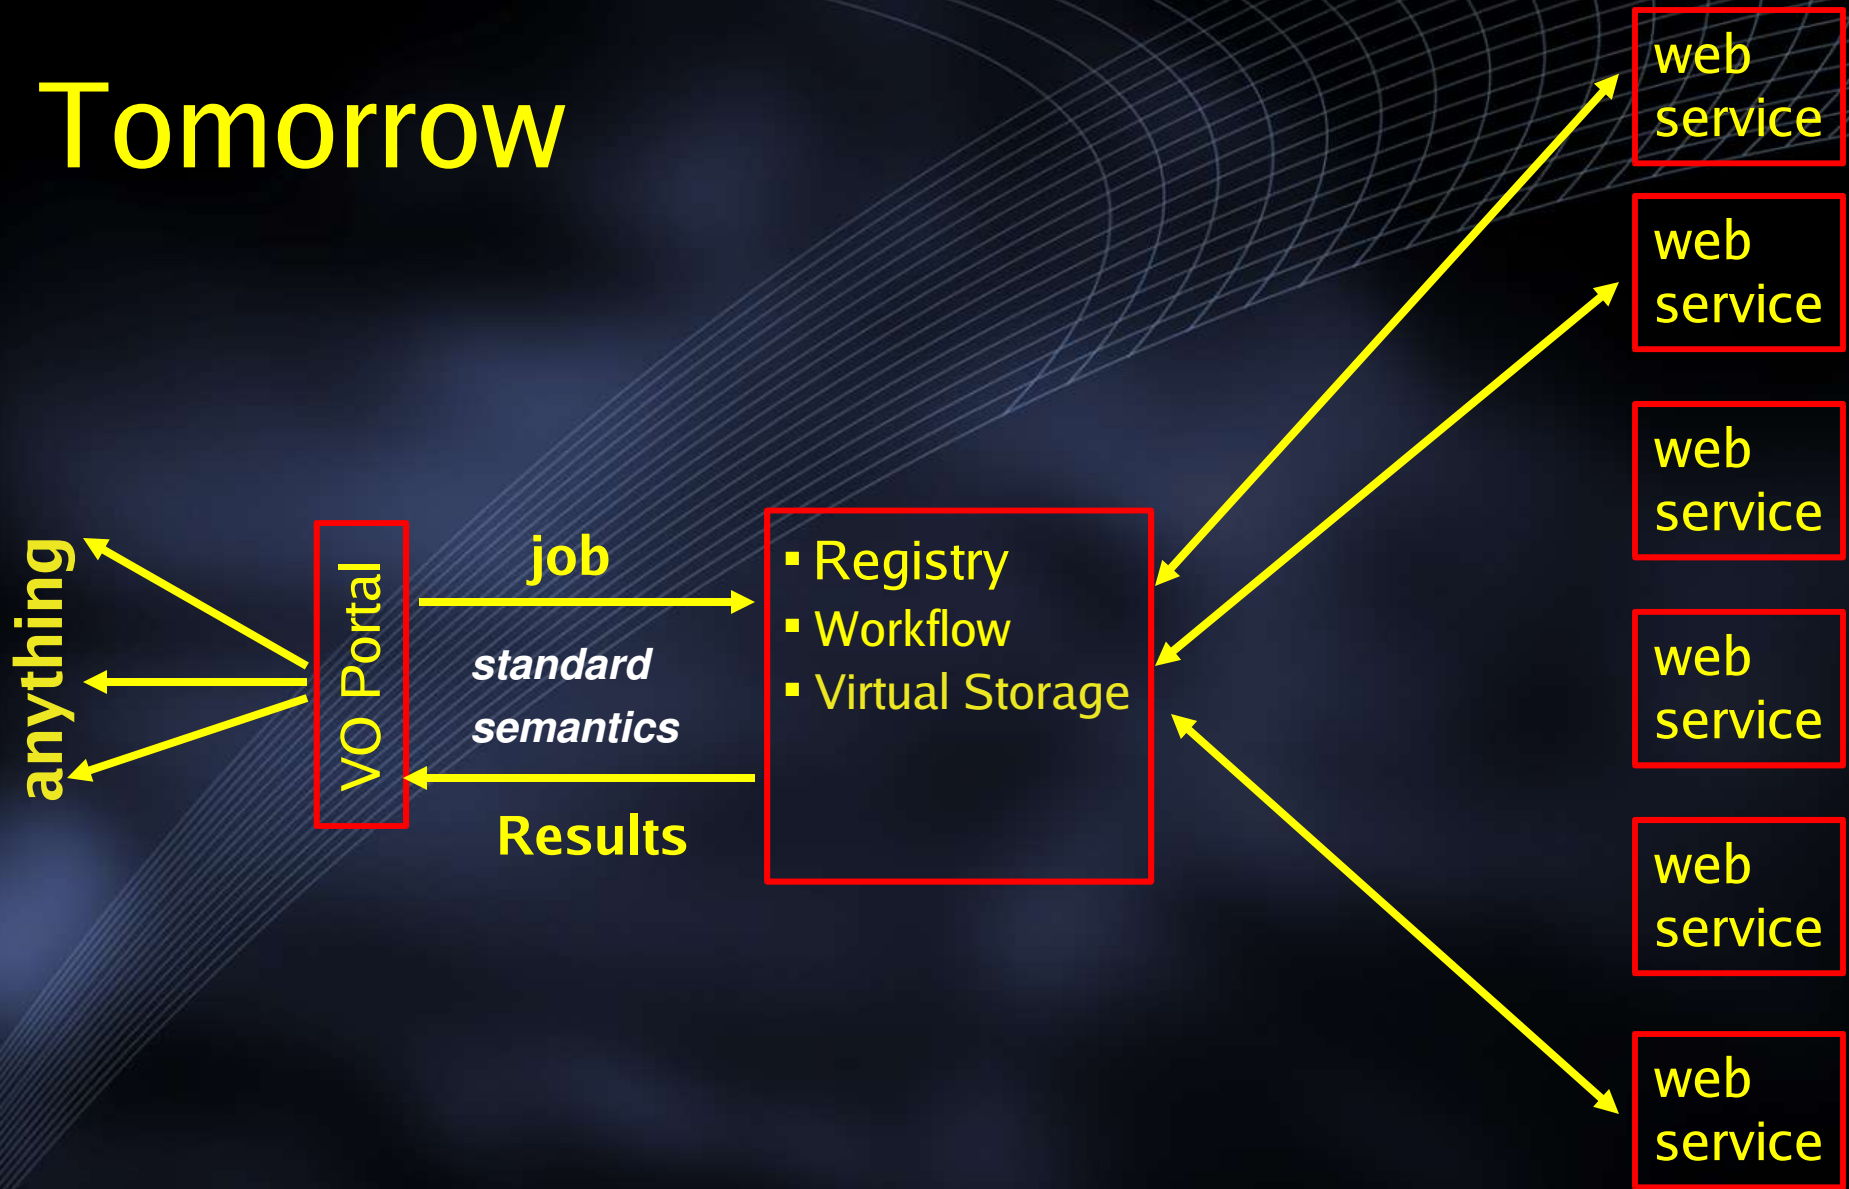 Tomorrow
anything
VO Portal
job
standard
semantics
Results
▪ Registry
▪ Workflow
▪ Virtual Storage
web
service
web
service
web
service
web
service
web
service
web
service